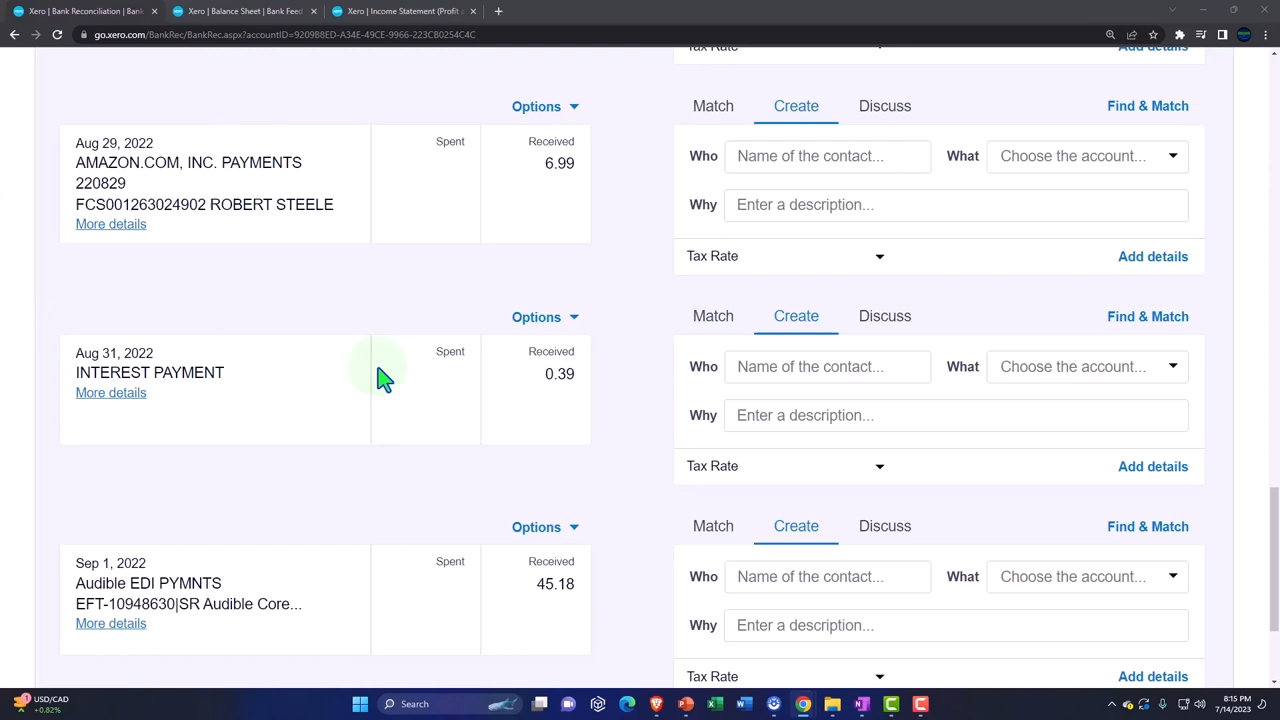 Xero | Bank Reconciliation | Bank
Xero | Balance Sheet | Bank Feed
Xero | Income Statement (Profit a
go.xero.com/BankRec/BankRec.aspx?accountID=9209B8ED-A34E-49CE-9966-223CB0254C4C
Tax Rate
Add details
Options
Match
Create
Discuss
Find & Match
Aug 29, 2022
Spent
Received
AMAZON.COM, INC. PAYMENTS
6.99
220829
FCS001263024902 ROBERT STEELE
More details
Who
Name of the contact...
What
Choose the account...
Why
Enter a description...
Tax Rate
Add details
Options
Match
Create
Discuss
Find & Match
Aug 31, 2022
Spent
Received
INTEREST PAYMENT
0.39
More details
Who
Name of the contact...
What
Choose the account...
Why
Enter a description...
Tax Rate
Add details
Options
Match
Create
Discuss
Find & Match
Sep 1, 2022
Spent
Received
Audible EDI PYMNTS
45.18
EFT-10948630|SR Audible Core...
More details
Who
Name of the contact...
What
Choose the account...
Why
Enter a description...
Tax Rate
Add details
USD/CAD
+0.82%
Search
8:15 PM
7/14/2023